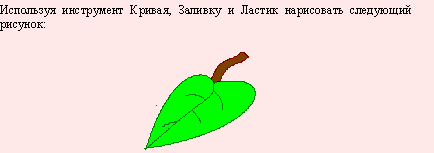 Используя инструмент Кривая, Заливку и Ластик нарисовать следующий
рисунок: